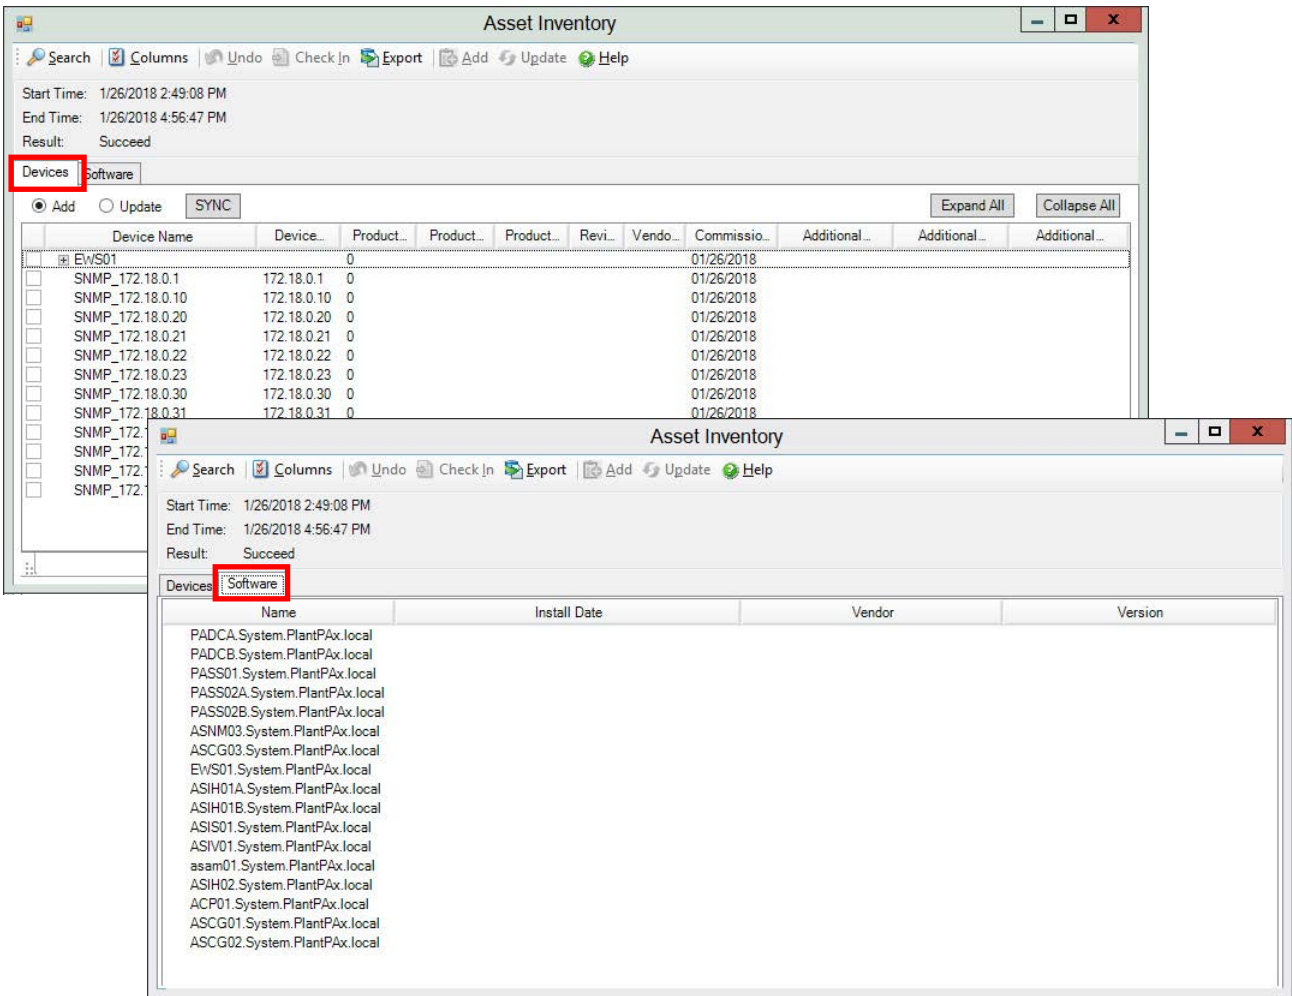 Asset Inventory
Search Columns Undo Check In Export Add Update Help
Start Time: 1/26/2018 2:49:08 PM
End Time: 1/26/2018 4:56:47 PM
Result: Succeed
Devices Software
Add Update SYNC Expand All Collapse All
Device Name Device... Product... Product... Product... Revi... Vendo... Commissio... Additional... Additional... Additional...
EWS01 0 01/26/2018
SNMP_172.18.0.1 172.18.0.1 0 01/26/2018
SNMP_172.18.0.10 172.18.0.10 0 01/26/2018
SNMP_172.18.0.20 172.18.0.20 0 01/26/2018
SNMP_172.18.0.21 172.18.0.21 0 01/26/2018
SNMP_172.18.0.22 172.18.0.22 0 01/26/2018
SNMP_172.18.0.23 172.18.0.23 0 01/26/2018
SNMP_172.18.0.30 172.18.0.30 0 01/26/2018
SNMP_172.18.0.31 172.18.0.31 0 01/26/2018
SNMP_172.
SNMP_172.
SNMP_172.
SNMP_172.
Asset Inventory
Search Columns Undo Check In Export Add Update Help
Start Time: 1/26/2018 2:49:08 PM
End Time: 1/26/2018 4:56:47 PM
Result: Succeed
Devices Software
Name Install Date Vendor Version
PADCA.System.PlantPAx.local
PADCB.System.PlantPAx.local
PASS01.System.PlantPAx.local
PASS02A.System.PlantPAx.local
PASS02B.System.PlantPAx.local
ASNM03.System.PlantPAx.local
ASCG03.System.PlantPAx.local
EWS01.System.PlantPAx.local
ASIH01A.System.PlantPAx.local
ASIH01B.System.PlantPAx.local
ASIS01.System.PlantPAx.local
ASIV01.System.PlantPAx.local
asam01.System.PlantPAx.local
ASIH02.System.PlantPAx.local
ACP01.System.PlantPAx.local
ASCG01.System.PlantPAx.local
ASCG02.System.PlantPAx.local